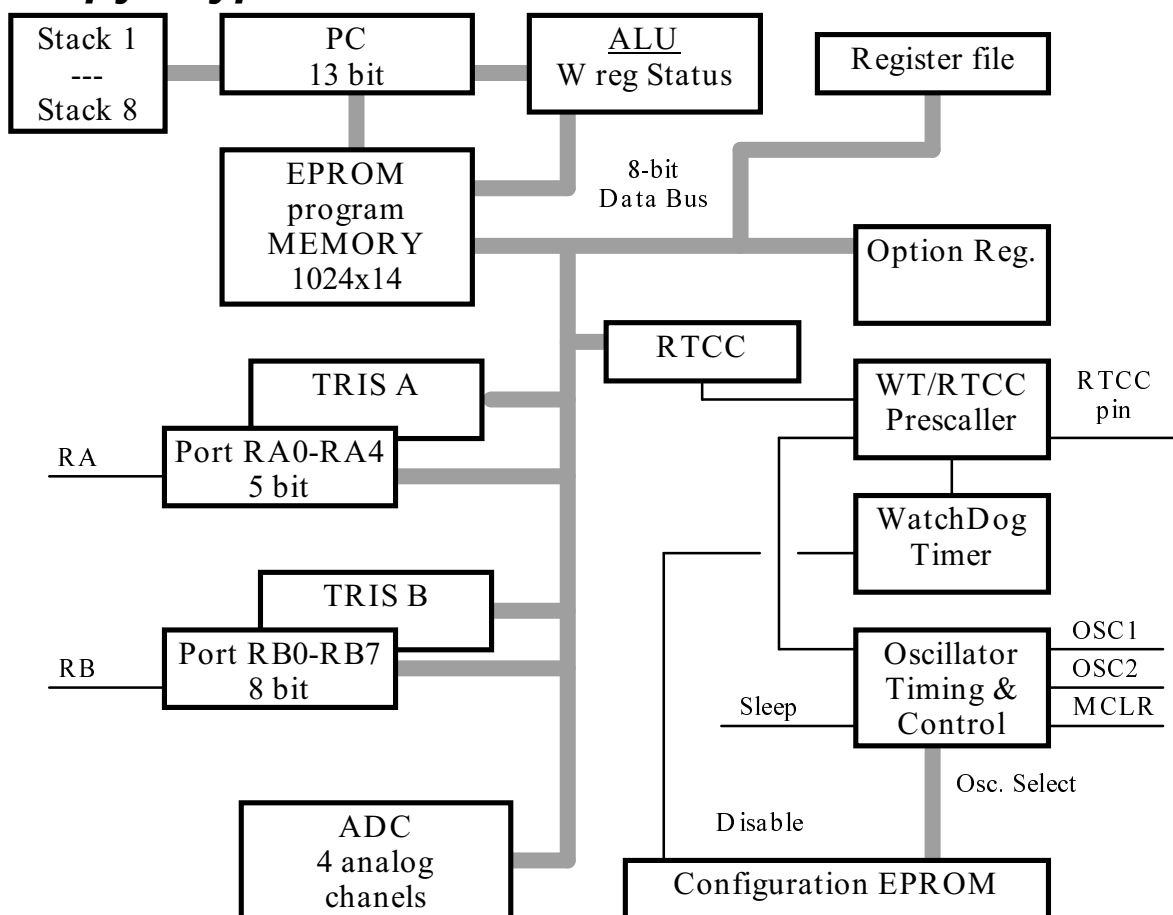 Stack 1
---
Stack 8
PC
13 bit
ALU
W reg Status
Register file
EPROM
program
MEMORY
1024x14
8-bit
Data Bus
Option Reg.
RTCC
TRIS A
Port RA0-RA4
5 bit
RA
WT/RTCC
Prescaller
RTCC
pin
WatchDog
Timer
TRIS B
Port RB0-RB7
8 bit
RB
Oscillator
Timing &
Control
OSC1
OSC2
MCLR
Sleep
Osc. Select
Disable
ADC
4 analog
chanels
Configuration EPROM